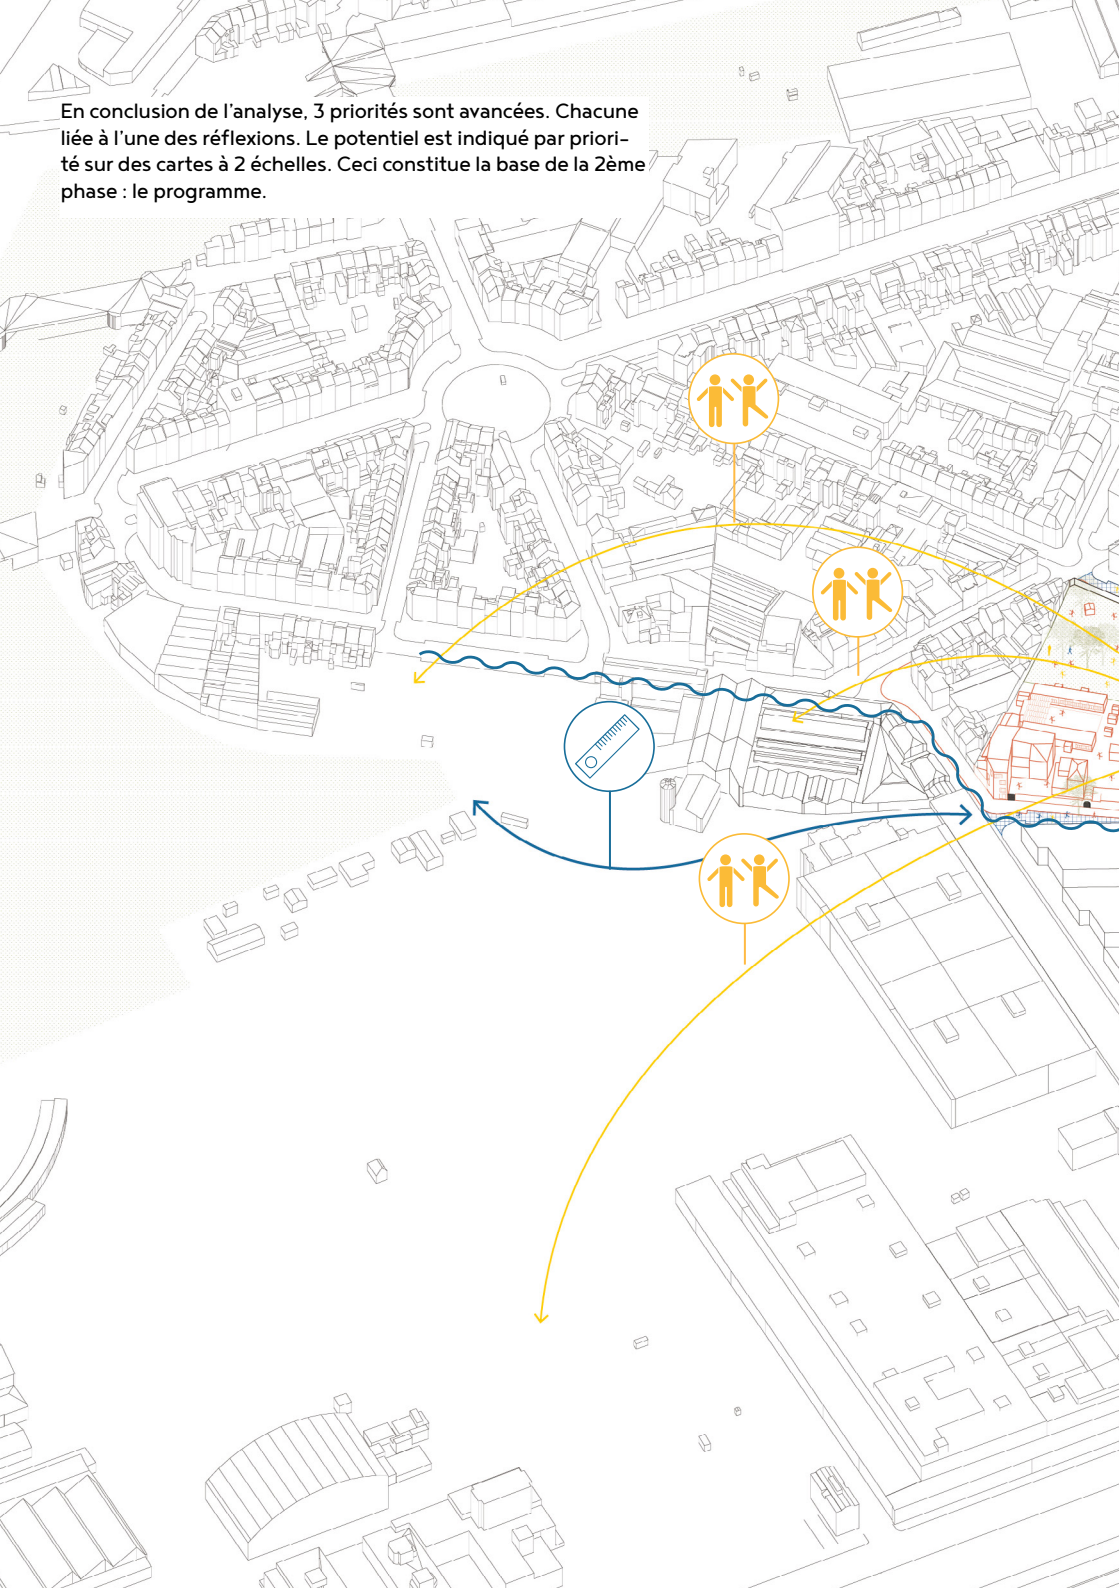 En conclusion de l’analyse, 3 priorités sont avancées. Chacune
liée à l’une des réflexions. Le potentiel est indiqué par priori-
té sur des cartes à 2 échelles. Ceci constitue la base de la 2ème
phase : le programme.